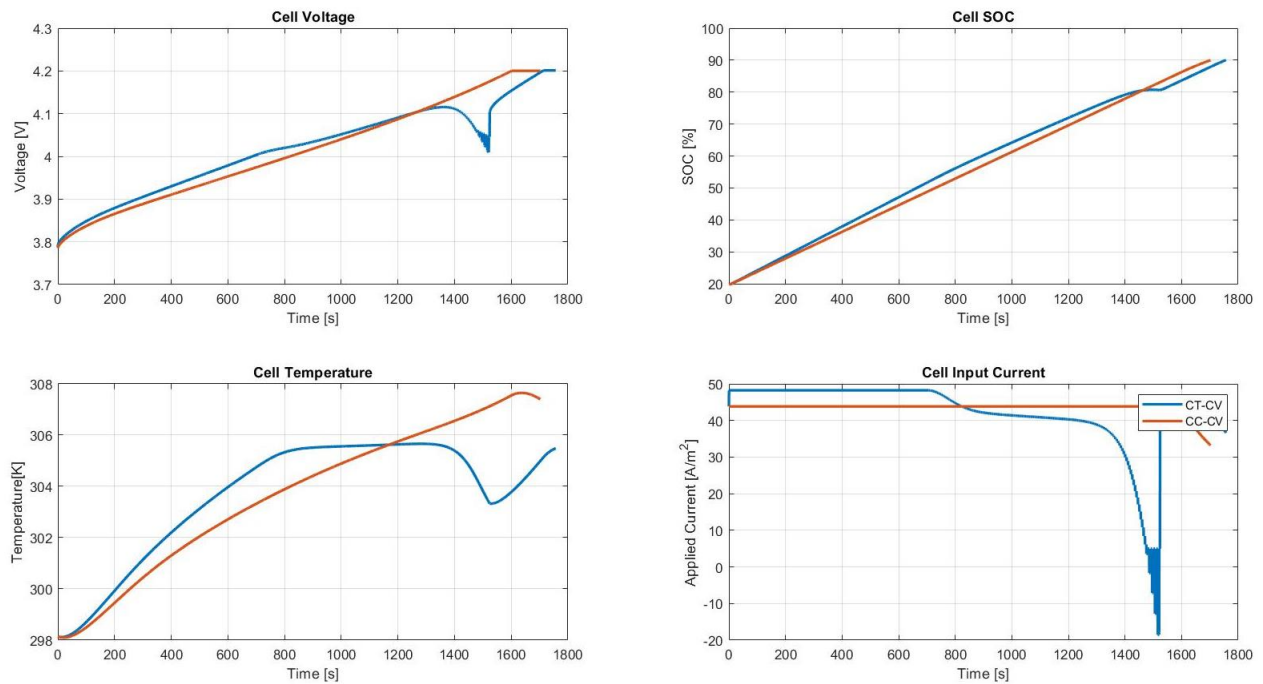 Cell Voltage
4.3
4.2
4.1
4
3.9
3.8
3.7
Voltage [V]
0 200 400 600 800 1000 1200 1400 1600 1800
Time [s]
Cell SOC
100
90
80
70
60
50
40
30
20
SOC [%]
0 200 400 600 800 1000 1200 1400 1600 1800
Time [s]
Cell Temperature
308
306
304
302
300
298
Temperature[K]
0 200 400 600 800 1000 1200 1400 1600 1800
Time [s]
Cell Input Current
50
40
30
20
10
0
-10
-20
Applied Current [A/m²]
CT-CV
CC-CV
0 200 400 600 800 1000 1200 1400 1600 1800
Time [s]